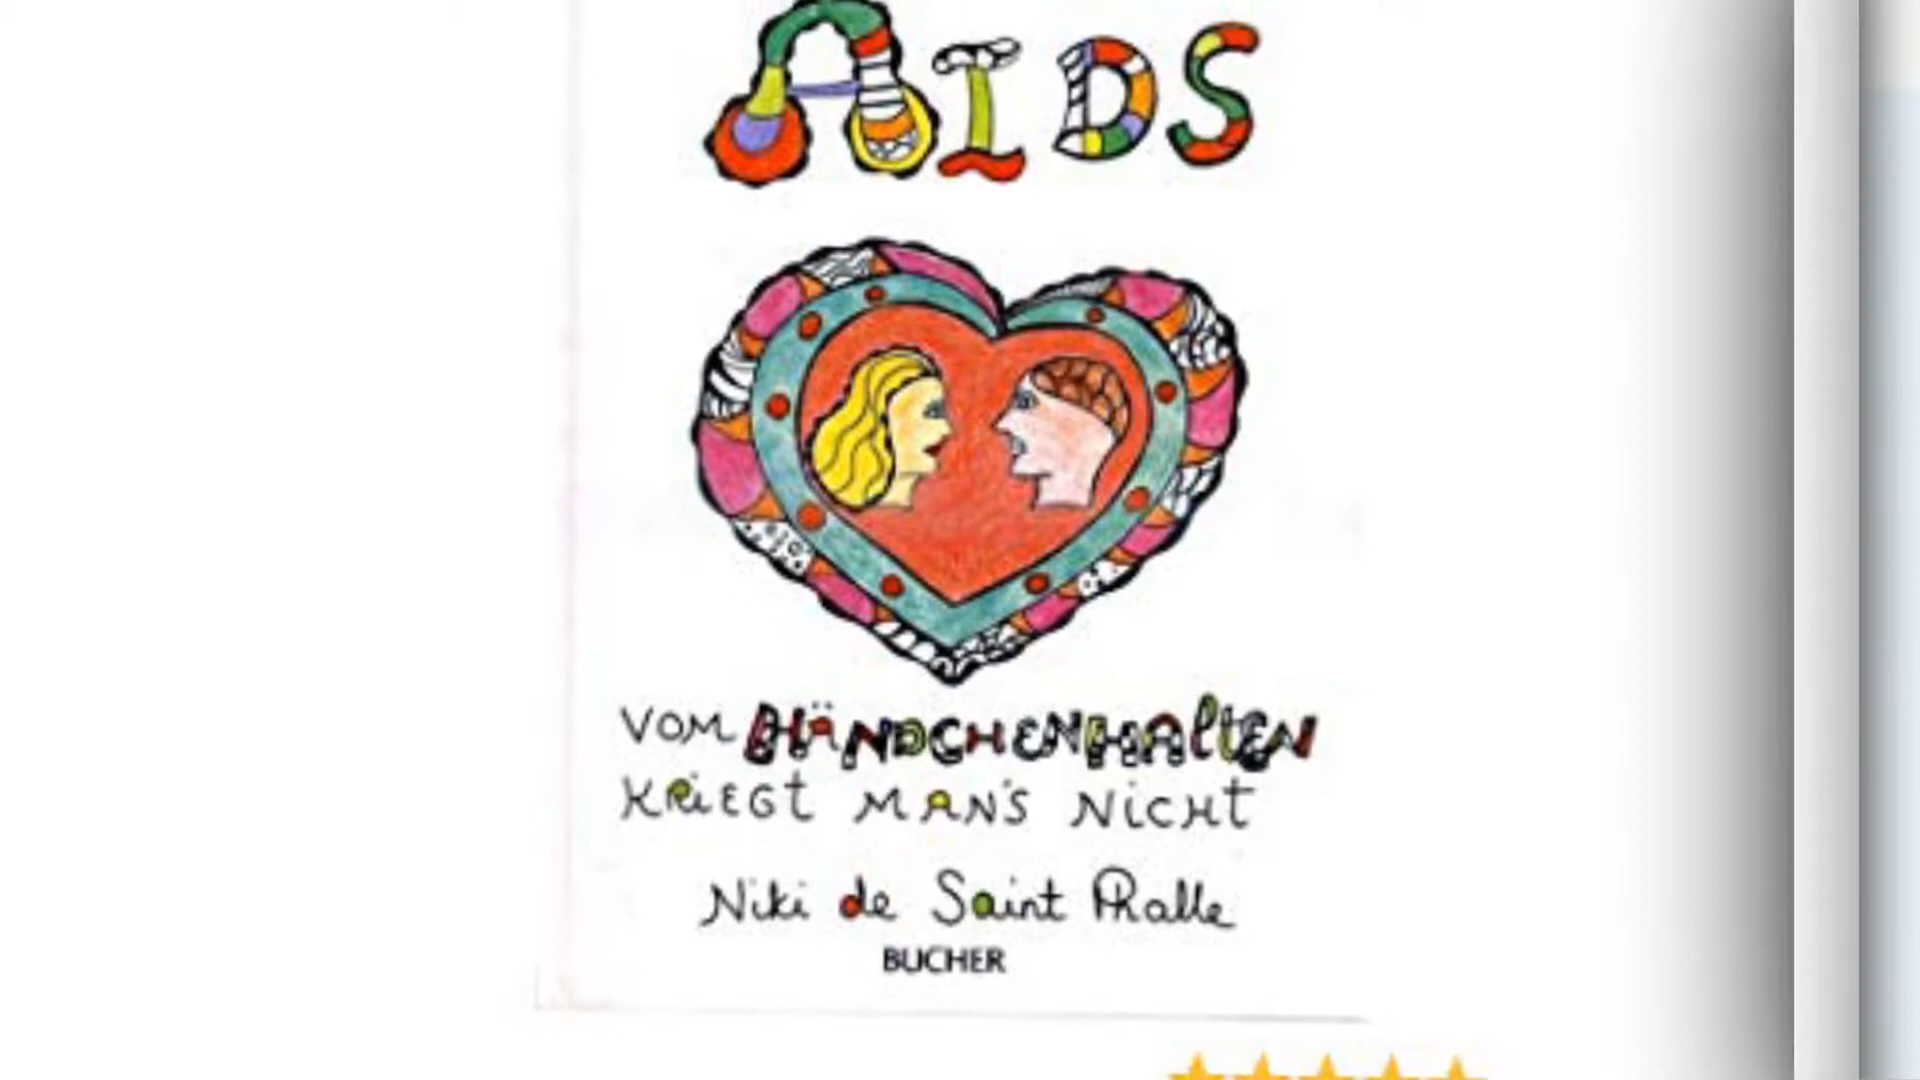 AIDS
VOM HÄNDCHENHALTEN
KRIEGT MAN'S NICHT
Niki de Saint Phalle
BUCHER